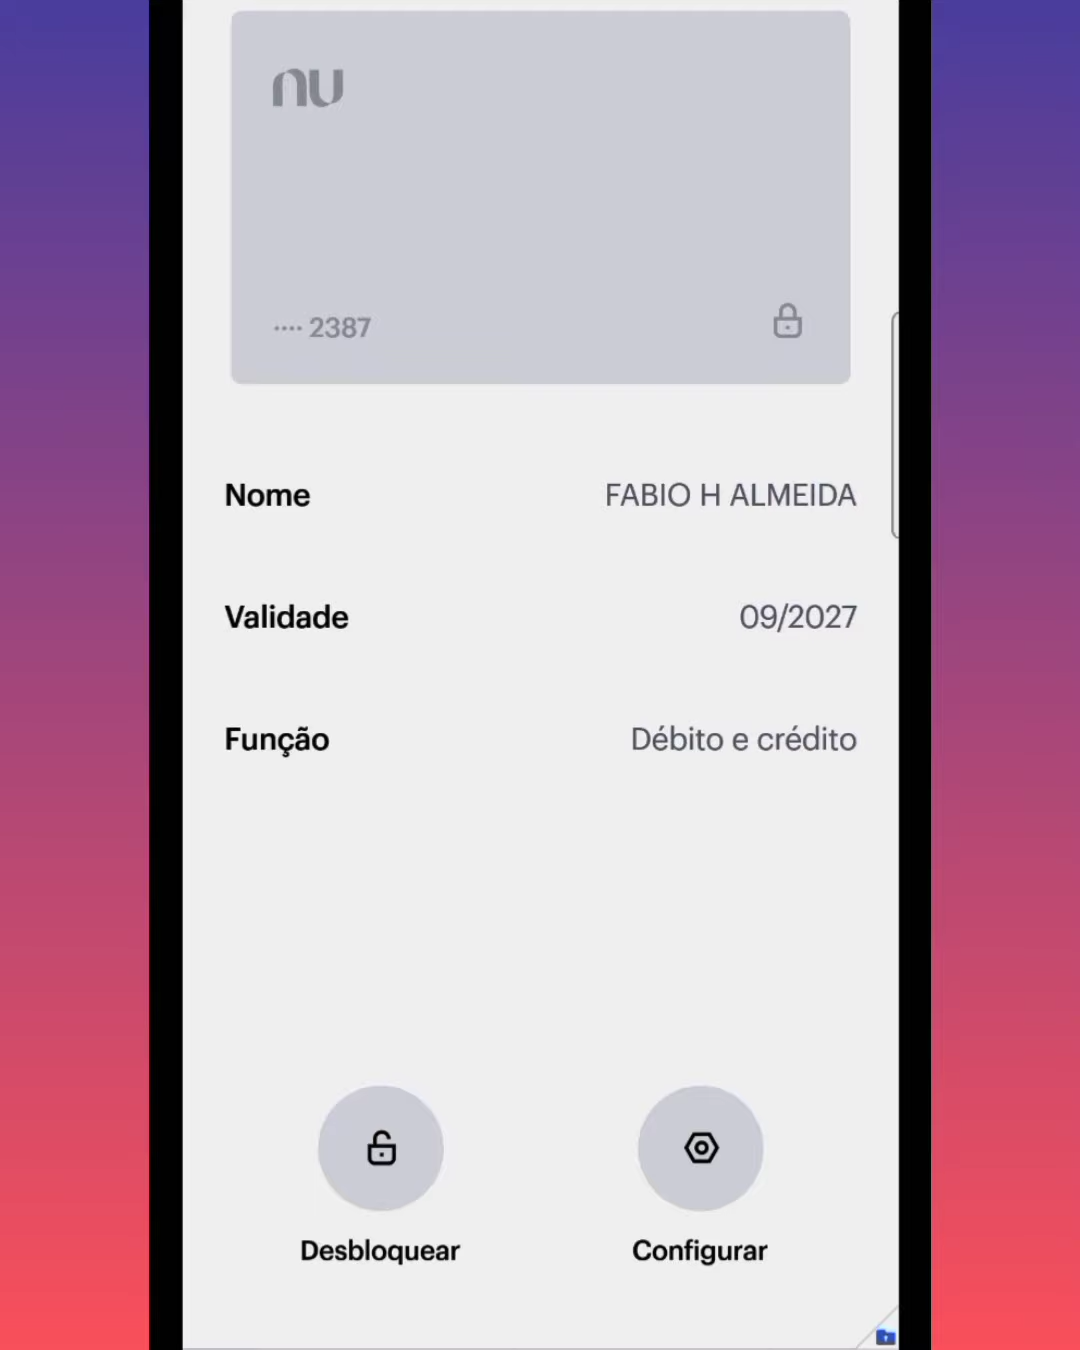 nu
•••• 2387
Nome FABIO H ALMEIDA
Validade 09/2027
Função Débito e crédito
Desbloquear Configurar